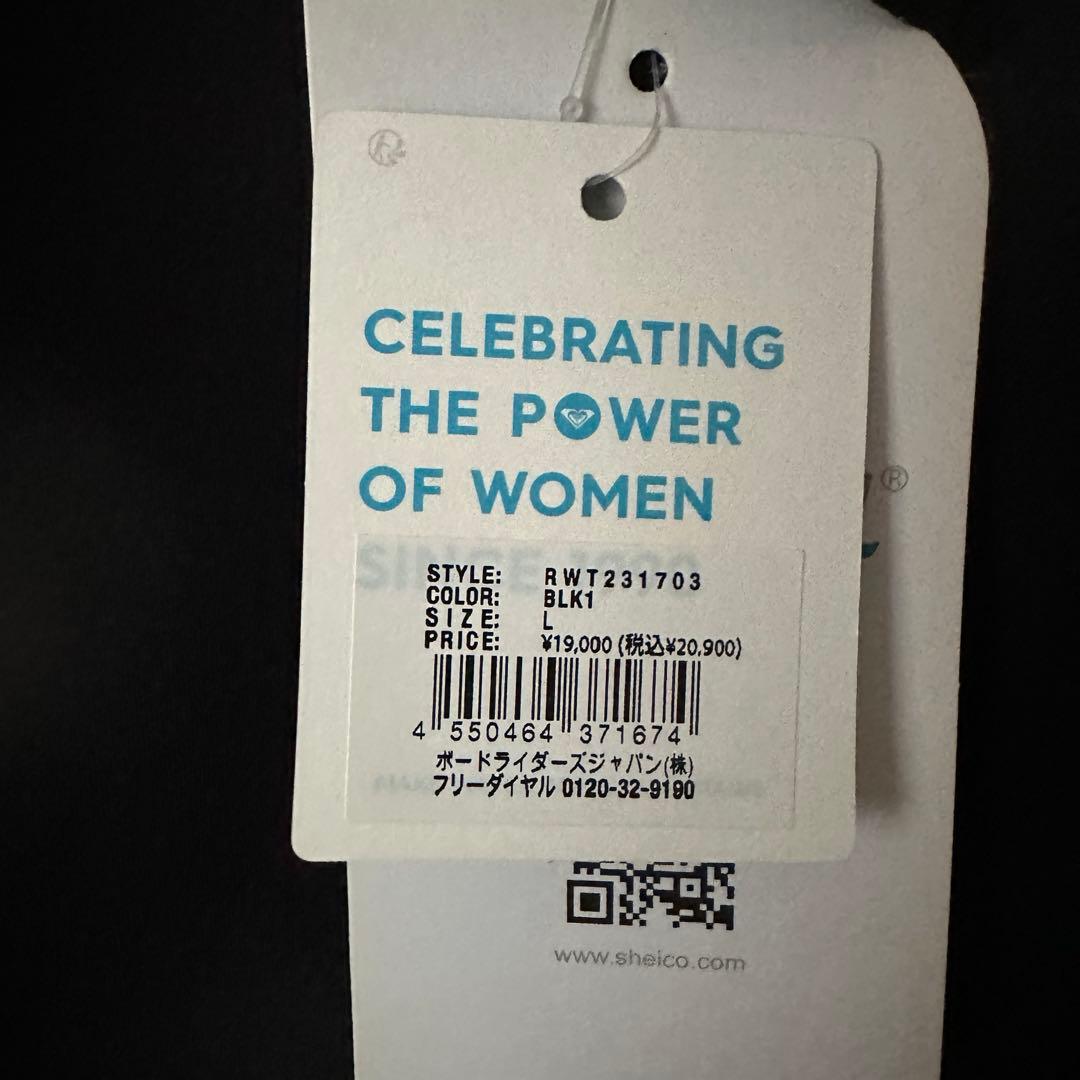 CELEBRATING
THE POWER
OF WOMEN
SINCE 1990
®
STYLE: RWT231703
COLOR: BLK1
SIZE: L
PRICE: ¥19,000 (税込¥20,900)
4 550464 371674
ボードライダーズジャパン(株)
フリーダイヤル 0120-32-9190
www.sheico.com